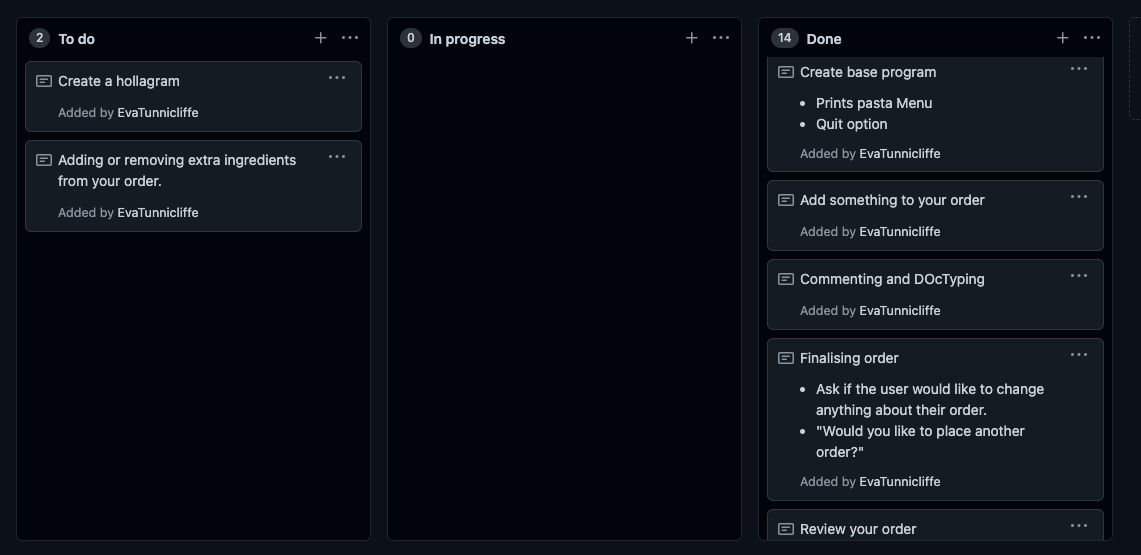 2 To do
Create a hollagram
Added by EvaTunnicliffe
Adding or removing extra ingredients
from your order.
Added by EvaTunnicliffe
0 In progress
14 Done
Create base program
Prints pasta Menu
Quit option
Added by EvaTunnicliffe
Add something to your order
Added by EvaTunnicliffe
Commenting and DOcTyping
Added by EvaTunnicliffe
Finalising order
Ask if the user would like to change
anything about their order.
"Would you like to place another
order?"
Added by EvaTunnicliffe
Review your order